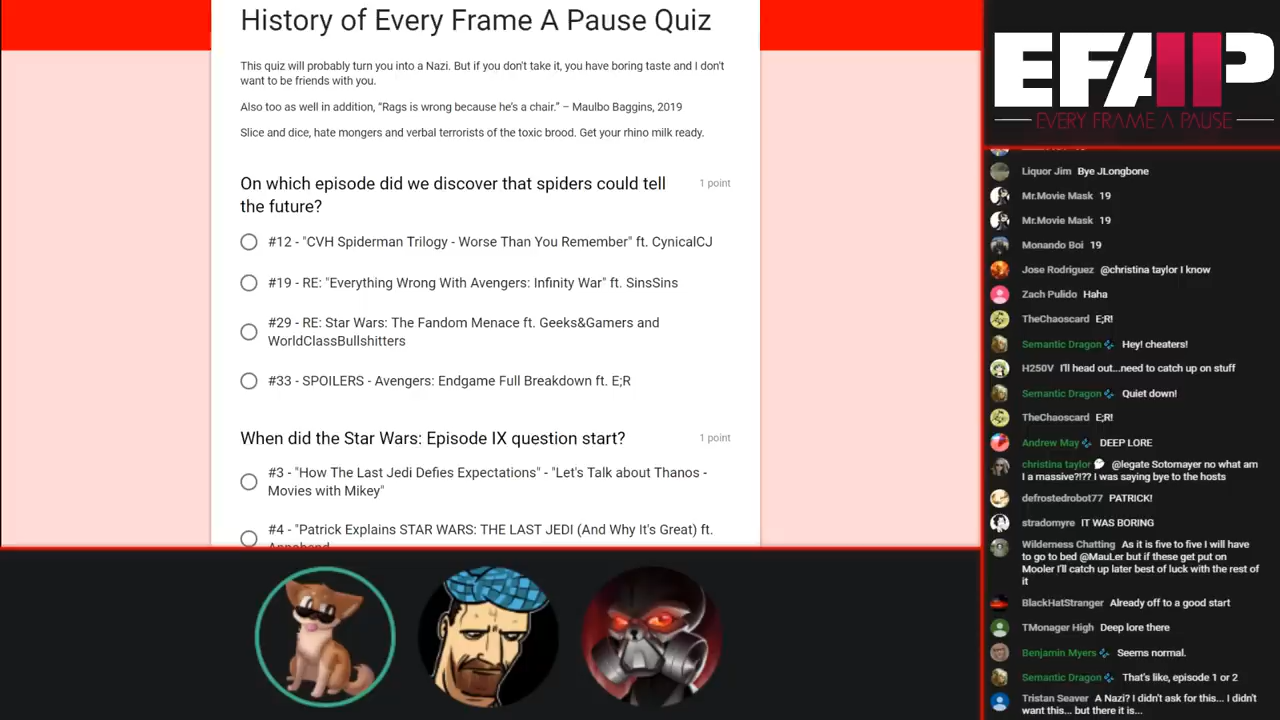 History of Every Frame A Pause Quiz
This quiz will probably turn you into a Nazi. But if you don't take it, you have boring taste and I don't
want to be friends with you.
Also too as well in addition, “Rags is wrong because he's a chair.” – Maulbo Baggins, 2019
Slice and dice, hate mongers and verbal terrorists of the toxic brood. Get your rhino milk ready.
On which episode did we discover that spiders could tell
the future?
1 point
#12 - "CVH Spiderman Trilogy - Worse Than You Remember" ft. CynicalCJ
#19 - RE: "Everything Wrong With Avengers: Infinity War" ft. SinsSins
#29 - RE: Star Wars: The Fandom Menace ft. Geeks&Gamers and
WorldClassBullshitters
#33 - SPOILERS - Avengers: Endgame Full Breakdown ft. E;R
When did the Star Wars: Episode IX question start?
1 point
#3 - "How The Last Jedi Defies Expectations" - "Let's Talk about Thanos -
Movies with Mikey"
#4 - "Patrick Explains STAR WARS: THE LAST JEDI (And Why It's Great) ft.
EFAP
EVERY FRAME A PAUSE
Liquor Jim Bye JLongbone
Mr.Movie Mask 19
Mr.Movie Mask 19
Monando Boi 19
Jose Rodriguez @christina taylor I know
Zach Pulido Haha
TheChaoscard E;R!
Semantic Dragon Hey! cheaters!
H250V I'll head out...need to catch up on stuff
Semantic Dragon Quiet down!
TheChaoscard E;R!
Andrew May DEEP LORE
christina taylor @legate Sotomayer no what am
I a massive?!?? I was saying bye to the hosts
defrostedrobot77 PATRICK!
stradomyre IT WAS BORING
Wilderness Chatting As it is five to five I will have
to go to bed @MauLer but if these get put on
Mooler I'll catch up later best of luck with the rest of
it
BlackHatStranger Already off to a good start
TManager High Deep lore there
Benjamin Myers Seems normal.
Semantic Dragon That's like, episode 1 or 2
Tristan Seaver A Nazi? I didn't ask for this... I didn't
want this... but there it is...